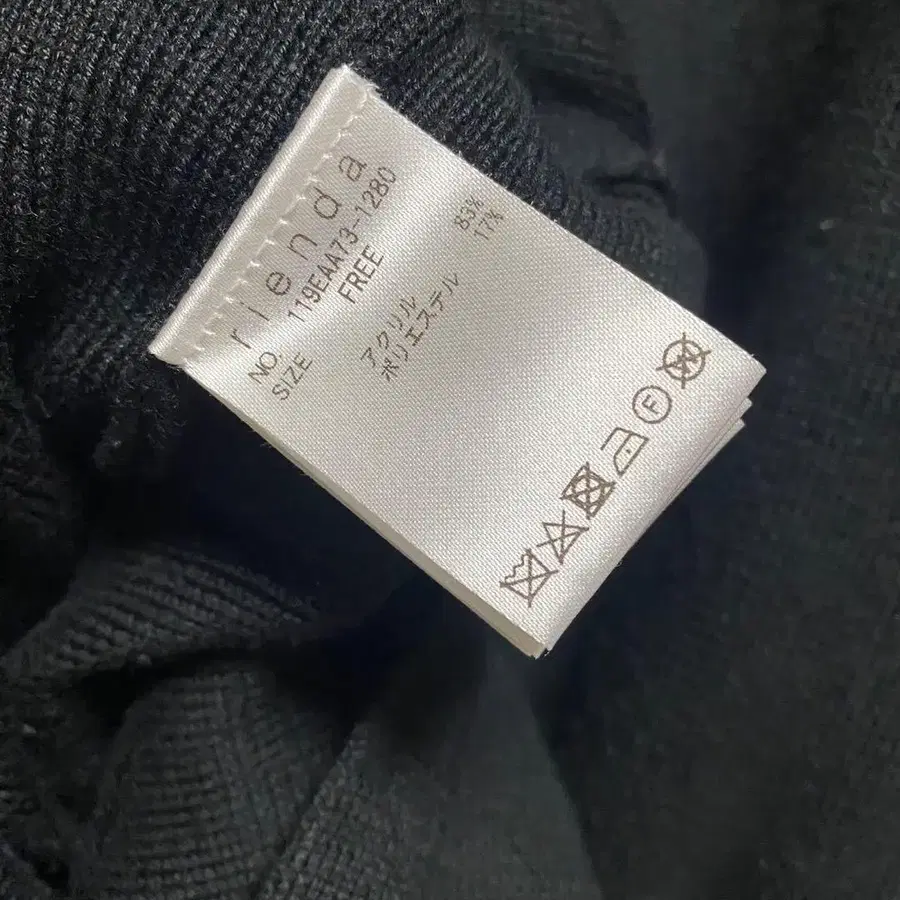 rienda
NO. 119EAA73-1280
SIZE FREE
アクリル 83%
ポリエステル 17%
F